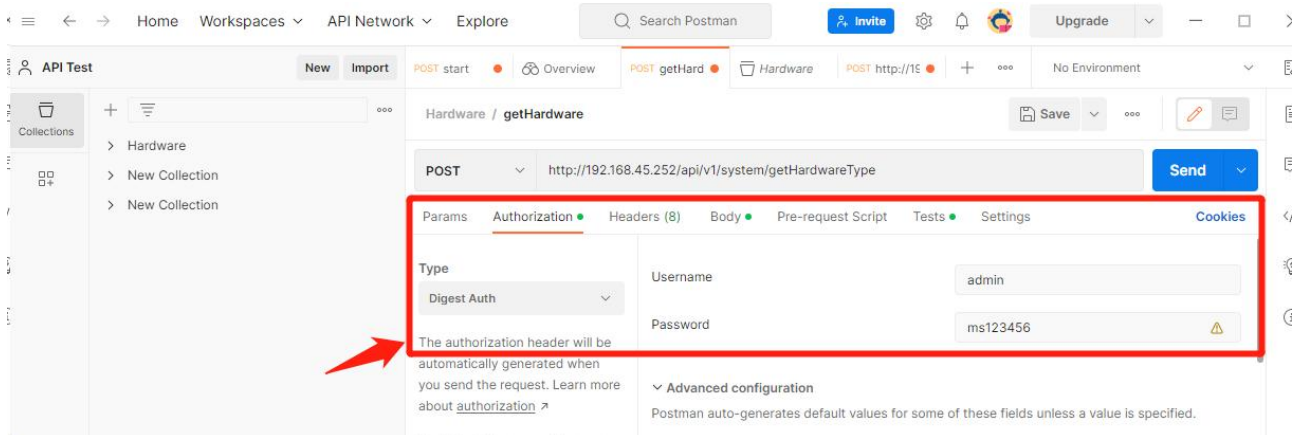 Home Workspaces API Network Explore Search Postman Invite Upgrade
API Test New Import POST start Overview POST getHard Hardware POST http://19 No Environment
Collections
Hardware
New Collection
New Collection
Hardware / getHardware Save
POST http://192.168.45.252/api/v1/system/getHardwareType Send
Params Authorization Headers (8) Body Pre-request Script Tests Settings Cookies
Type
Digest Auth
The authorization header will be
automatically generated when
you send the request. Learn more
about authorization
Username admin
Password ms123456
Advanced configuration
Postman auto-generates default values for some of these fields unless a value is specified.